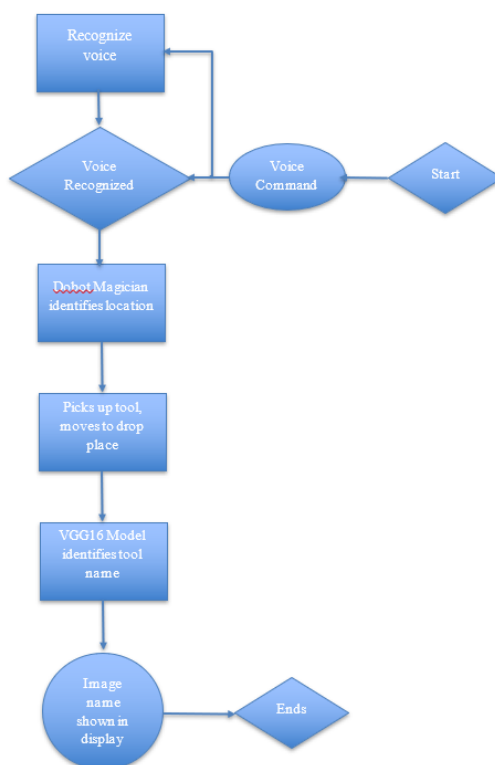 Recognize
voice
Voice
Recognized
Voice
Command
Start
Dobot Magician
identifies location
Picks up tool,
moves to drop
place
VGG16 Model
identifies tool
name
Image
name
shown in
display
Ends